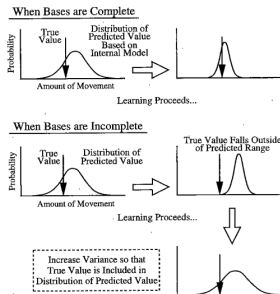 When Bases are Complete
True
Value
Distribution of
Predicted Value
Based on
Internal Model
Probability
Amount of Movement
Learning Proceeds...
When Bases are Incomplete
True
Value
Distribution of
Predicted Value
True Value Falls Outside
of Predicted Range
Probability
Amount of Movement
Learning Proceeds...
Increase Variance so that
True Value is Included in
Distribution of Predicted Value